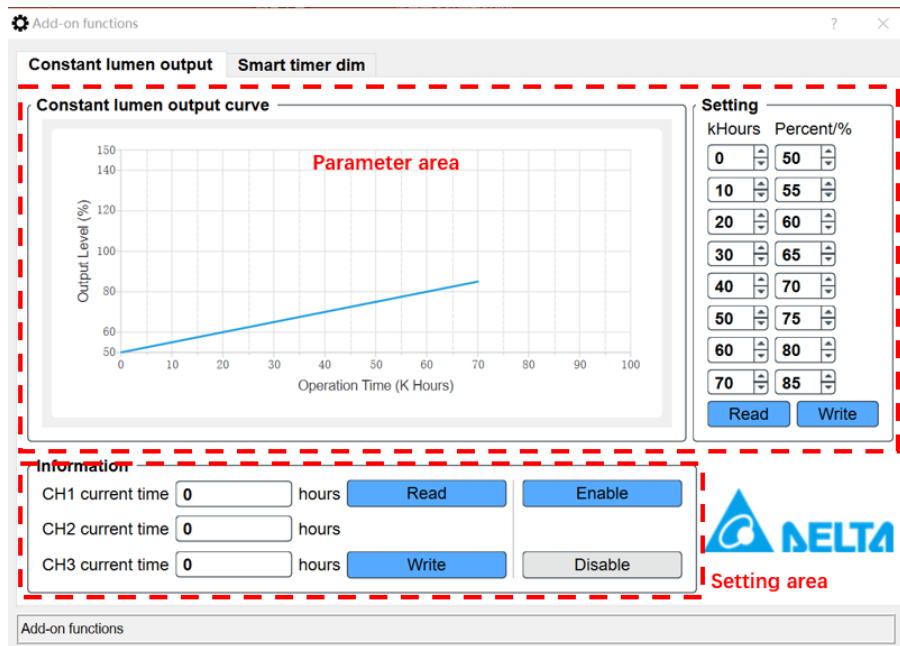 Add-on functions
Constant lumen output
Smart timer dim
Constant lumen output curve
Parameter area
Output Level (%)
150
140
120
100
80
60
50
0 10 20 30 40 50 60 70 80 90 100
Operation Time (K Hours)
Setting
kHours Percent/%
0 50
10 55
20 60
30 65
40 70
50 75
60 80
70 85
Read Write
Information
CH1 current time 0 hours Read Enable
CH2 current time 0 hours
CH3 current time 0 hours Write Disable
DELTA
Setting area
Add-on functions